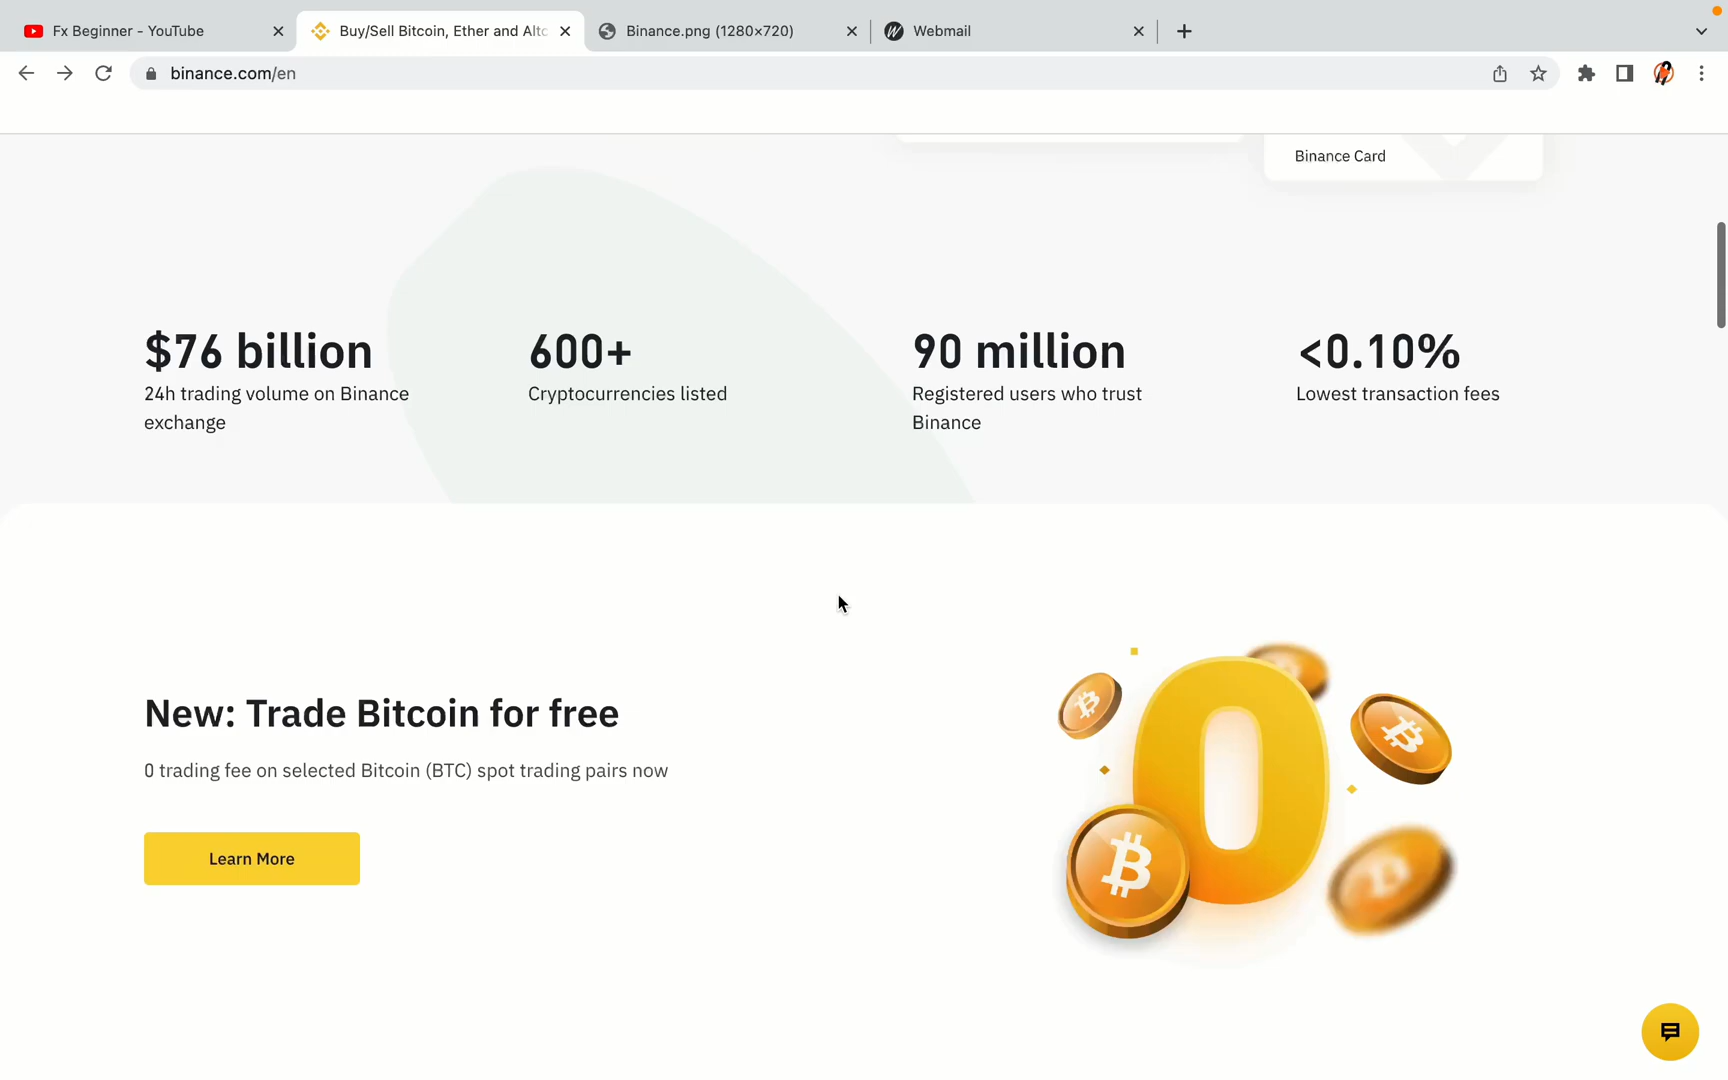 Fx Beginner - YouTube
Buy/Sell Bitcoin, Ether and Altc
Binance.png (1280×720)
Webmail
binance.com/en
Binance Card
$76 billion
24h trading volume on Binance
exchange
600+
Cryptocurrencies listed
90 million
Registered users who trust
Binance
<0.10%
Lowest transaction fees
New: Trade Bitcoin for free
0 trading fee on selected Bitcoin (BTC) spot trading pairs now
Learn More
0